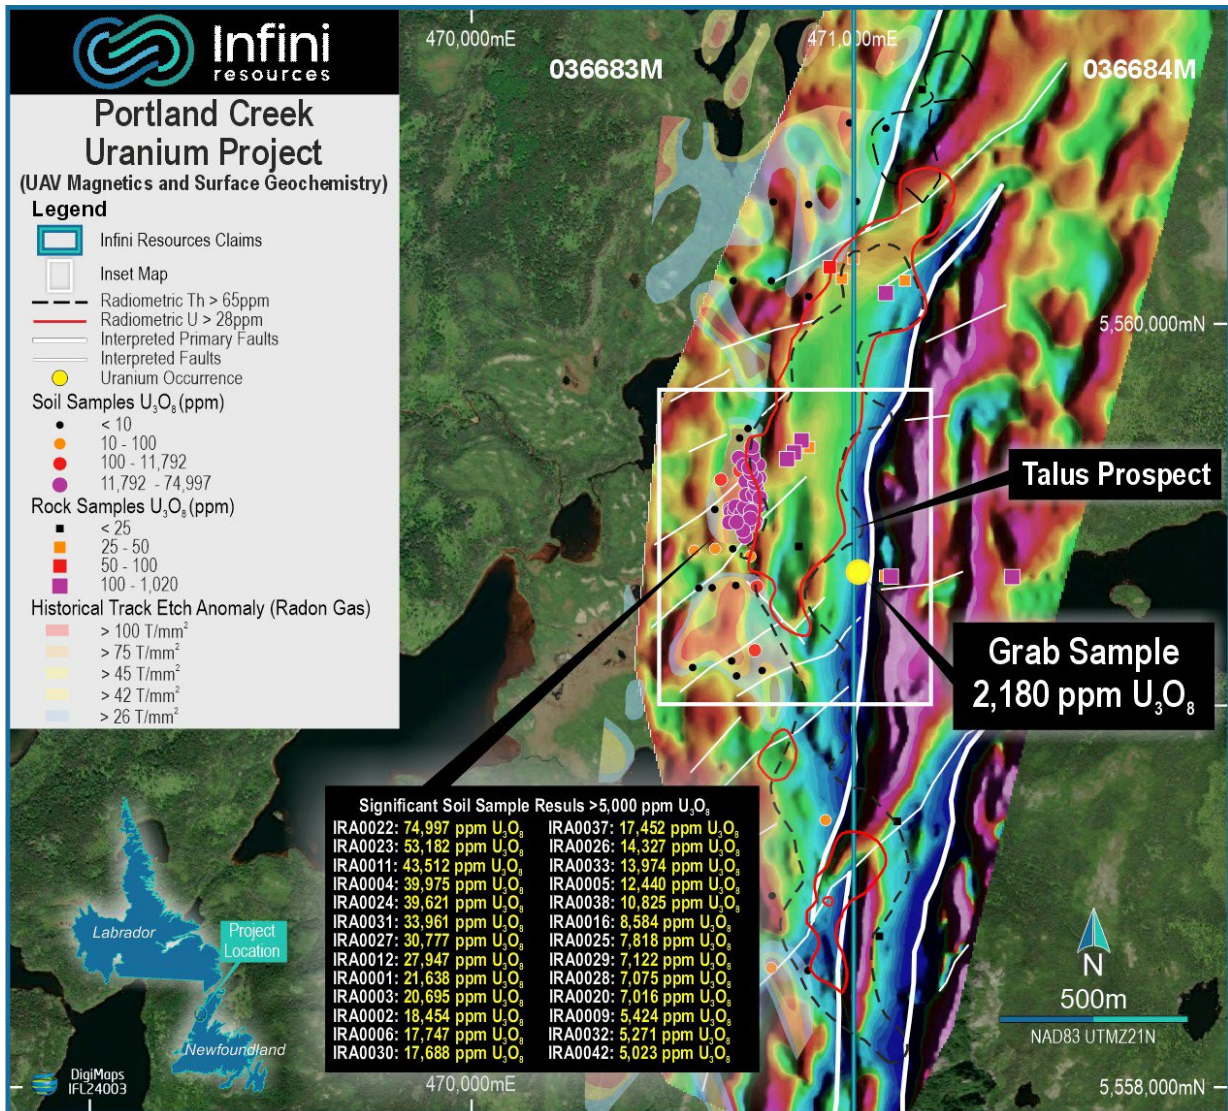 Infini
resources
Portland Creek
Uranium Project
(UAV Magnetics and Surface Geochemistry)
Legend
Infini Resources Claims
Inset Map
Radiometric Th > 65ppm
Radiometric U > 28ppm
Interpreted Primary Faults
Interpreted Faults
Uranium Occurrence
Soil Samples U₃O₈ (ppm)
< 10
10 - 100
100 - 11,792
11,792 - 74,997
Rock Samples U₃O₈ (ppm)
< 25
25 - 50
50 - 100
100 - 1,020
Historical Track Etch Anomaly (Radon Gas)
> 100 T/mm²
> 75 T/mm²
> 45 T/mm²
> 42 T/mm²
> 26 T/mm²
470,000mE
471,000mE
036683M
036684M
5,560,000mN
Talus Prospect
Grab Sample
2,180 ppm U₃O₈
Significant Soil Sample Resuls >5,000 ppm U₃O₈
IRA0022: 74,997 ppm U₃O₈
IRA0023: 53,182 ppm U₃O₈
IRA0011: 43,512 ppm U₃O₈
IRA0004: 39,975 ppm U₃O₈
IRA0024: 39,621 ppm U₃O₈
IRA0031: 33,961 ppm U₃O₈
IRA0027: 30,777 ppm U₃O₈
IRA0012: 27,947 ppm U₃O₈
IRA0001: 21,638 ppm U₃O₈
IRA0003: 20,695 ppm U₃O₈
IRA0002: 18,454 ppm U₃O₈
IRA0006: 17,747 ppm U₃O₈
IRA0030: 17,688 ppm U₃O₈
IRA0037: 17,452 ppm U₃O₈
IRA0026: 14,327 ppm U₃O₈
IRA0033: 13,974 ppm U₃O₈
IRA0005: 12,440 ppm U₃O₈
IRA0038: 10,825 ppm U₃O₈
IRA0016: 8,584 ppm U₃O₈
IRA0025: 7,818 ppm U₃O₈
IRA0029: 7,122 ppm U₃O₈
IRA0028: 7,075 ppm U₃O₈
IRA0020: 7,016 ppm U₃O₈
IRA0009: 5,424 ppm U₃O₈
IRA0032: 5,271 ppm U₃O₈
IRA0042: 5,023 ppm U₃O₈
Labrador
Project
Location
Newfoundland
DigiMaps
IFL24003
470,000mE
N
500m
NAD83 UTMZ21N
5,558,000mN